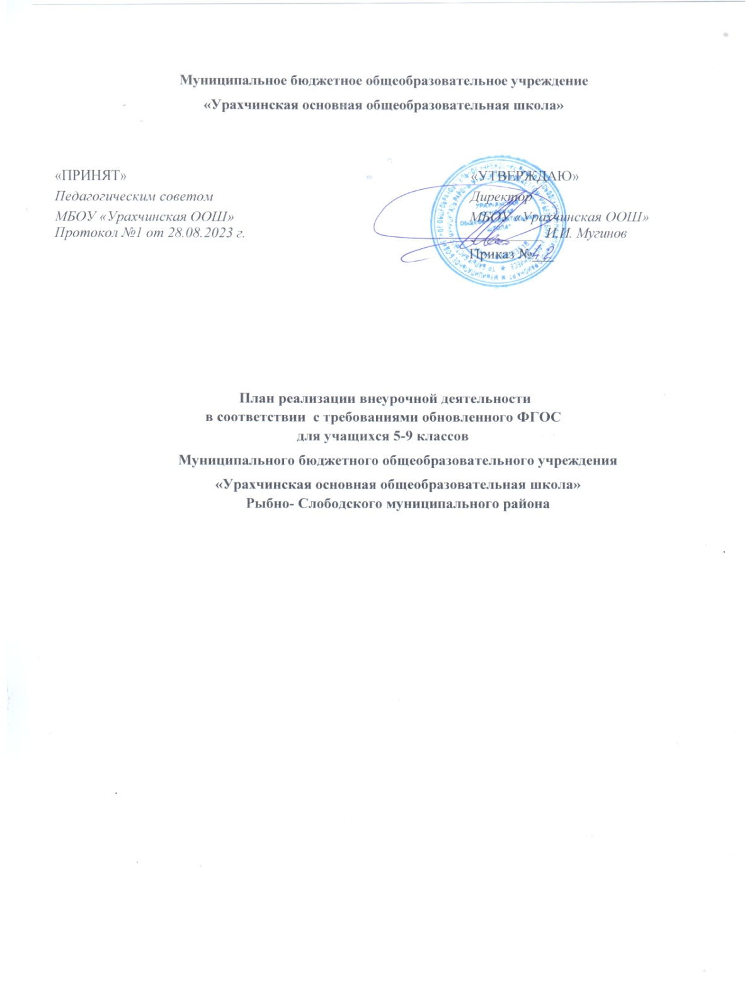 Муниципальное бюджетное общеобразовательное учреждение
«Урахчинская основная общеобразовательная школа»
«ПРИНЯТ»
Педагогическим советом
МБОУ «Урахчинская ООШ»
Протокол №1 от 28.08.2023 г.
«УТВЕРЖДАЮ»
Директор
МБОУ «Урахчинская ООШ»
И.И. Мугинов
Приказ №42
План реализации внеурочной деятельности
в соответствии с требованиями обновленного ФГОС
для учащихся 5-9 классов
Муниципального бюджетного общеобразовательного учреждения
«Урахчинская основная общеобразовательная школа»
Рыбно- Слободского муниципального района